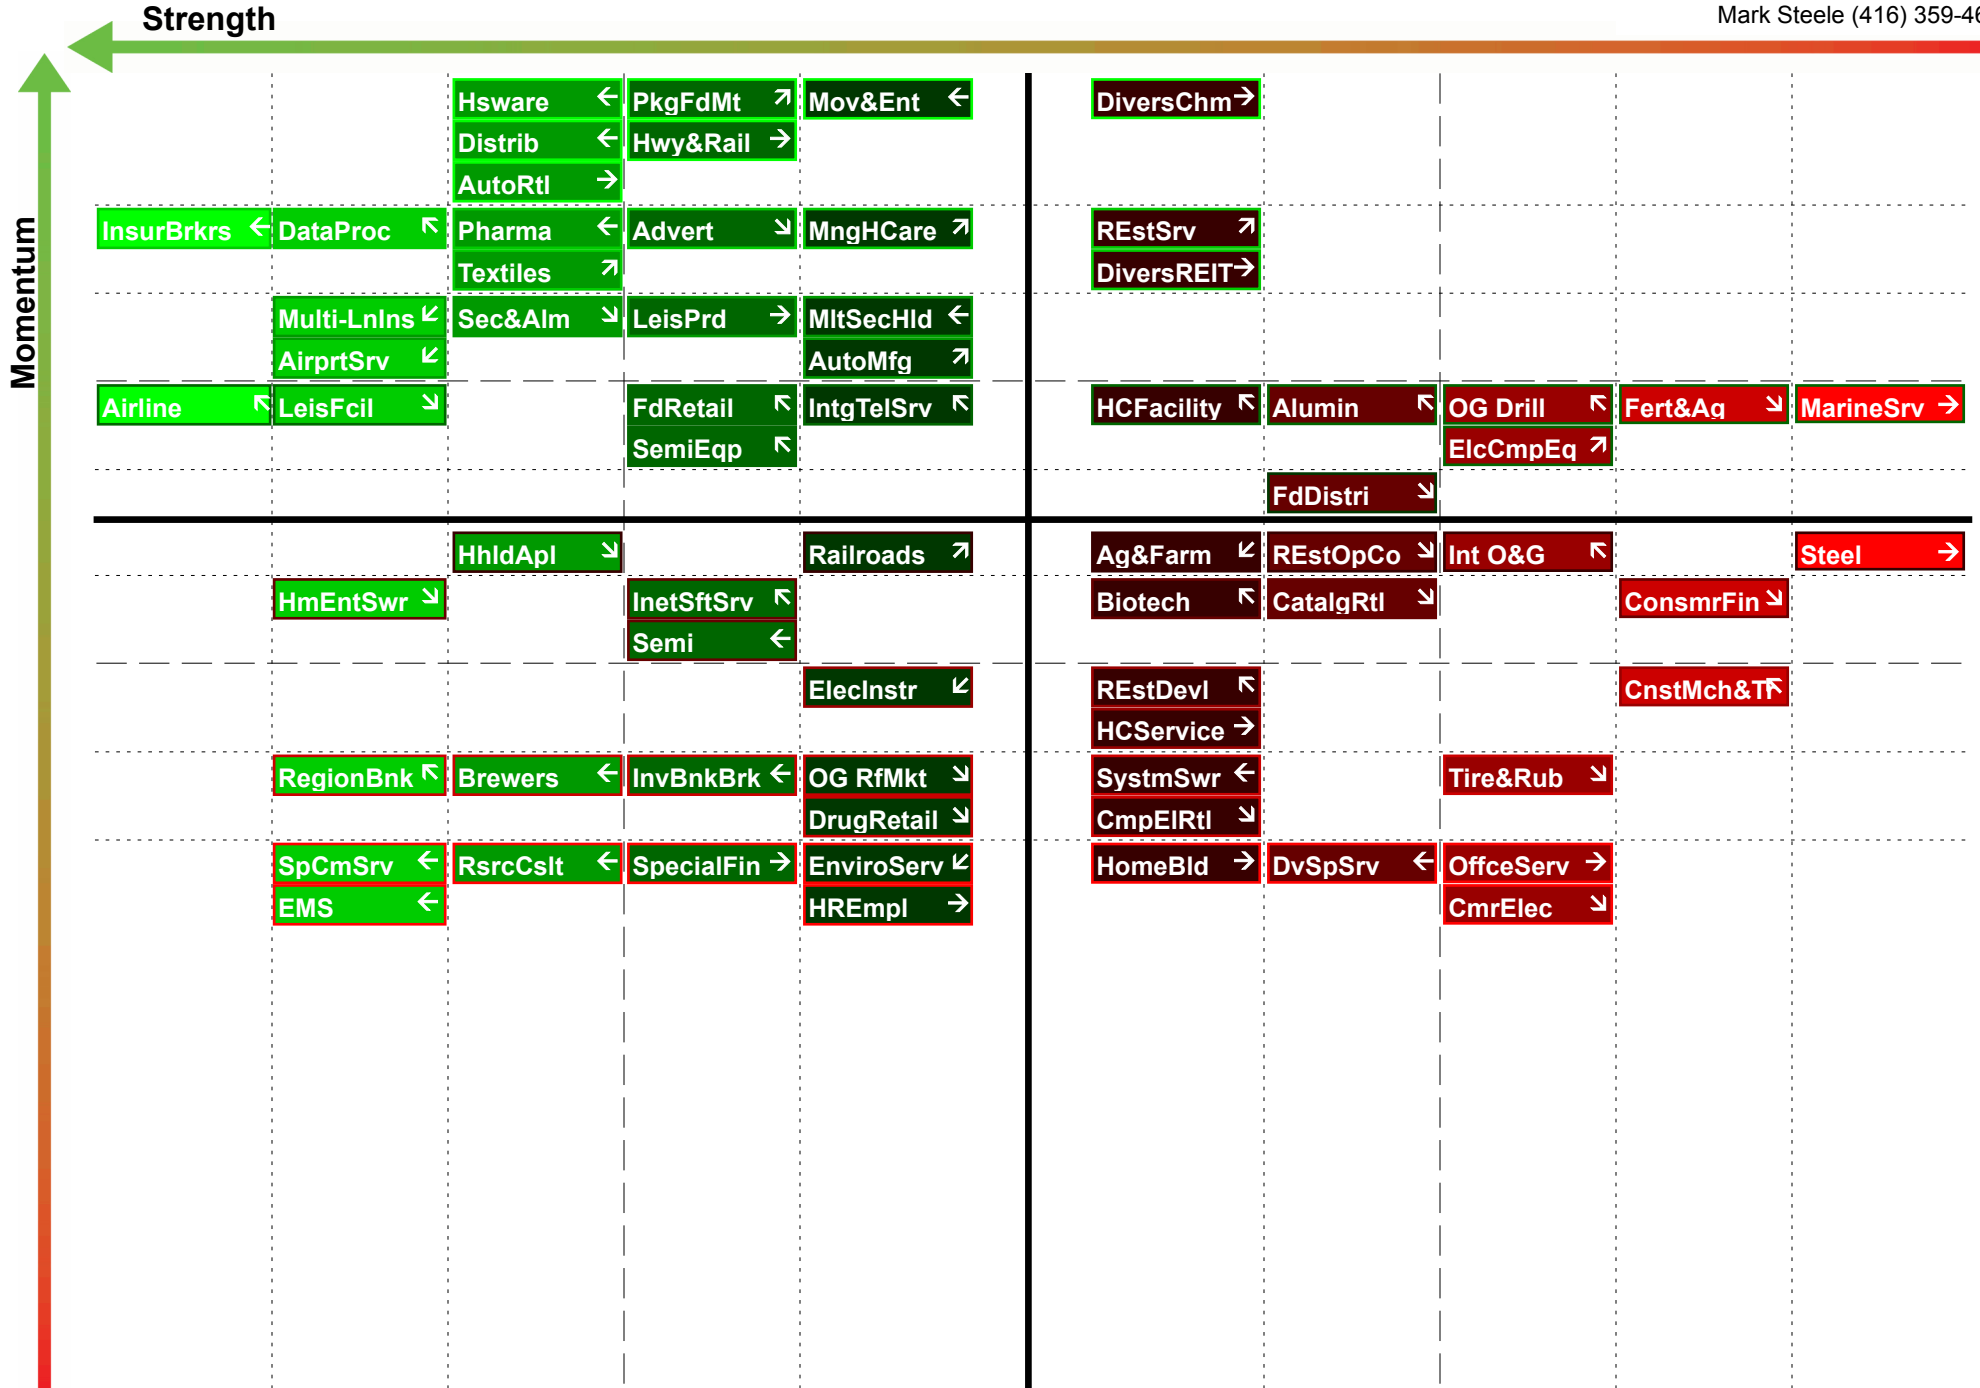 Strength
Mark Steele (416) 359-46
Momentum
Hsware ← PkgFdMt ↗ Mov&Ent ← DiversChm →
Distrib ← Hwy&Rail →
AutoRtl →
InsurBrkrs ← DataProc ↖ Pharma ← Advert ↘ MngHCare ↗ REstSrv ↗
Textiles ↗ DiversREIT →
Multi-LnIns ↙ Sec&Alm ↘ LeisPrd → MltSecHld ←
AirprtSrv ↙ AutoMfg ↗
Airline ↖ LeisFcil ↘ FdRetail ↖ IntgTelSrv ↖ HCFacility ↖ Alumin ↖ OG Drill ↖ Fert&Ag ↘ MarineSrv →
SemiEqp ↖ ElcCmpEq ↗
FdDistri ↘
HhldApl ↘ Railroads ↗ Ag&Farm ↙ REstOpCo ↘ Int O&G ↖ Steel →
HmEntSwr ↘ InetSftSrv ↖ Biotech ↖ CatalgRtl ↘ ConsmrFin ↘
Semi ←
ElecInstr ↙ REstDevl ↖ CnstMch&Tr ↖
HCService →
RegionBnk ↖ Brewers ← InvBnkBrk ← OG RfMkt ↘ SystmSwr ← Tire&Rub ↘
DrugRetail ↘ CmpElRtl ↘
SpCmSrv ← RsrCCslt ← SpecialFin → EnviroServ ↙ HomeBld → DvSpSrv ← OffceServ →
EMS ← HREmpl → CmrElec ↘